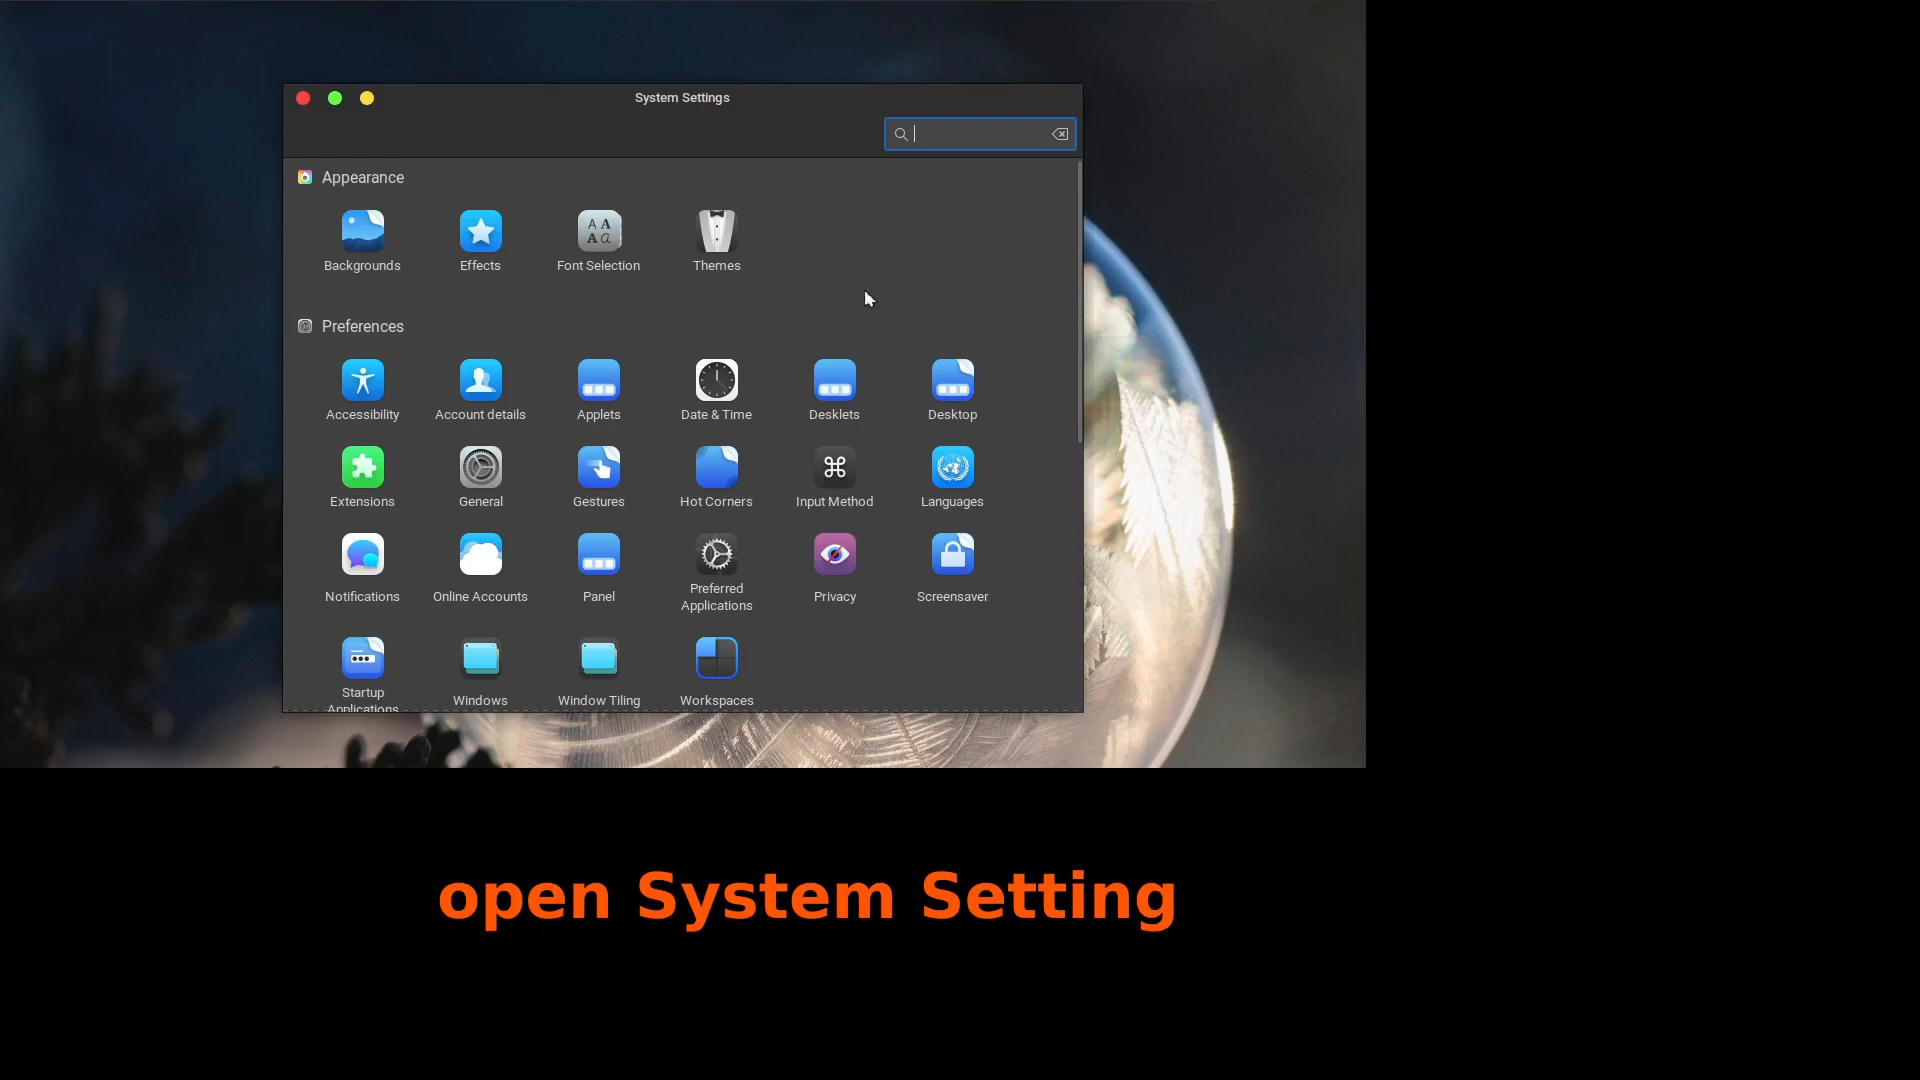 System Settings
Appearance
Backgrounds
Effects
Font Selection
Themes
Preferences
Accessibility
Account details
Applets
Date & Time
Desklets
Desktop
Extensions
General
Gestures
Hot Corners
Input Method
Languages
Notifications
Online Accounts
Panel
Preferred
Applications
Privacy
Screensaver
Startup
Applications
Windows
Window Tiling
Workspaces
open System Setting